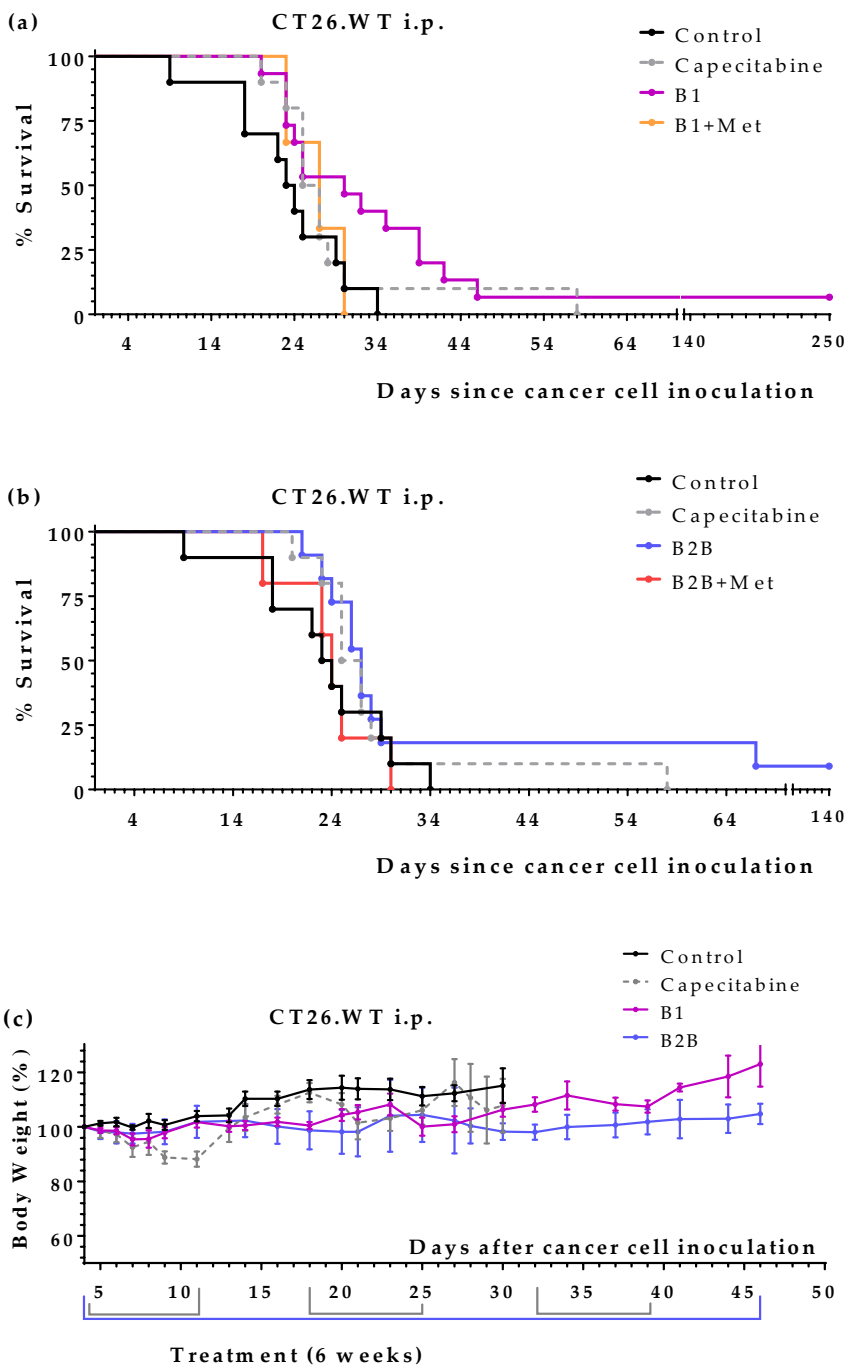 (a)
CT26.WT i.p.
Control
Capecitabine
B1
B1+Met
% Survival
100
75
50
25
0
4 14 24 34 44 54 64 140 250
Days since cancer cell inoculation
(b)
CT26.WT i.p.
Control
Capecitabine
B2B
B2B+Met
% Survival
100
75
50
25
0
4 14 24 34 44 54 64 140
Days since cancer cell inoculation
(c)
CT26.WT i.p.
Control
Capecitabine
B1
B2B
Body Weight (%)
120
100
80
60
Days after cancer cell inoculation
5 10 15 20 25 30 35 40 45 50
Treatment (6 weeks)